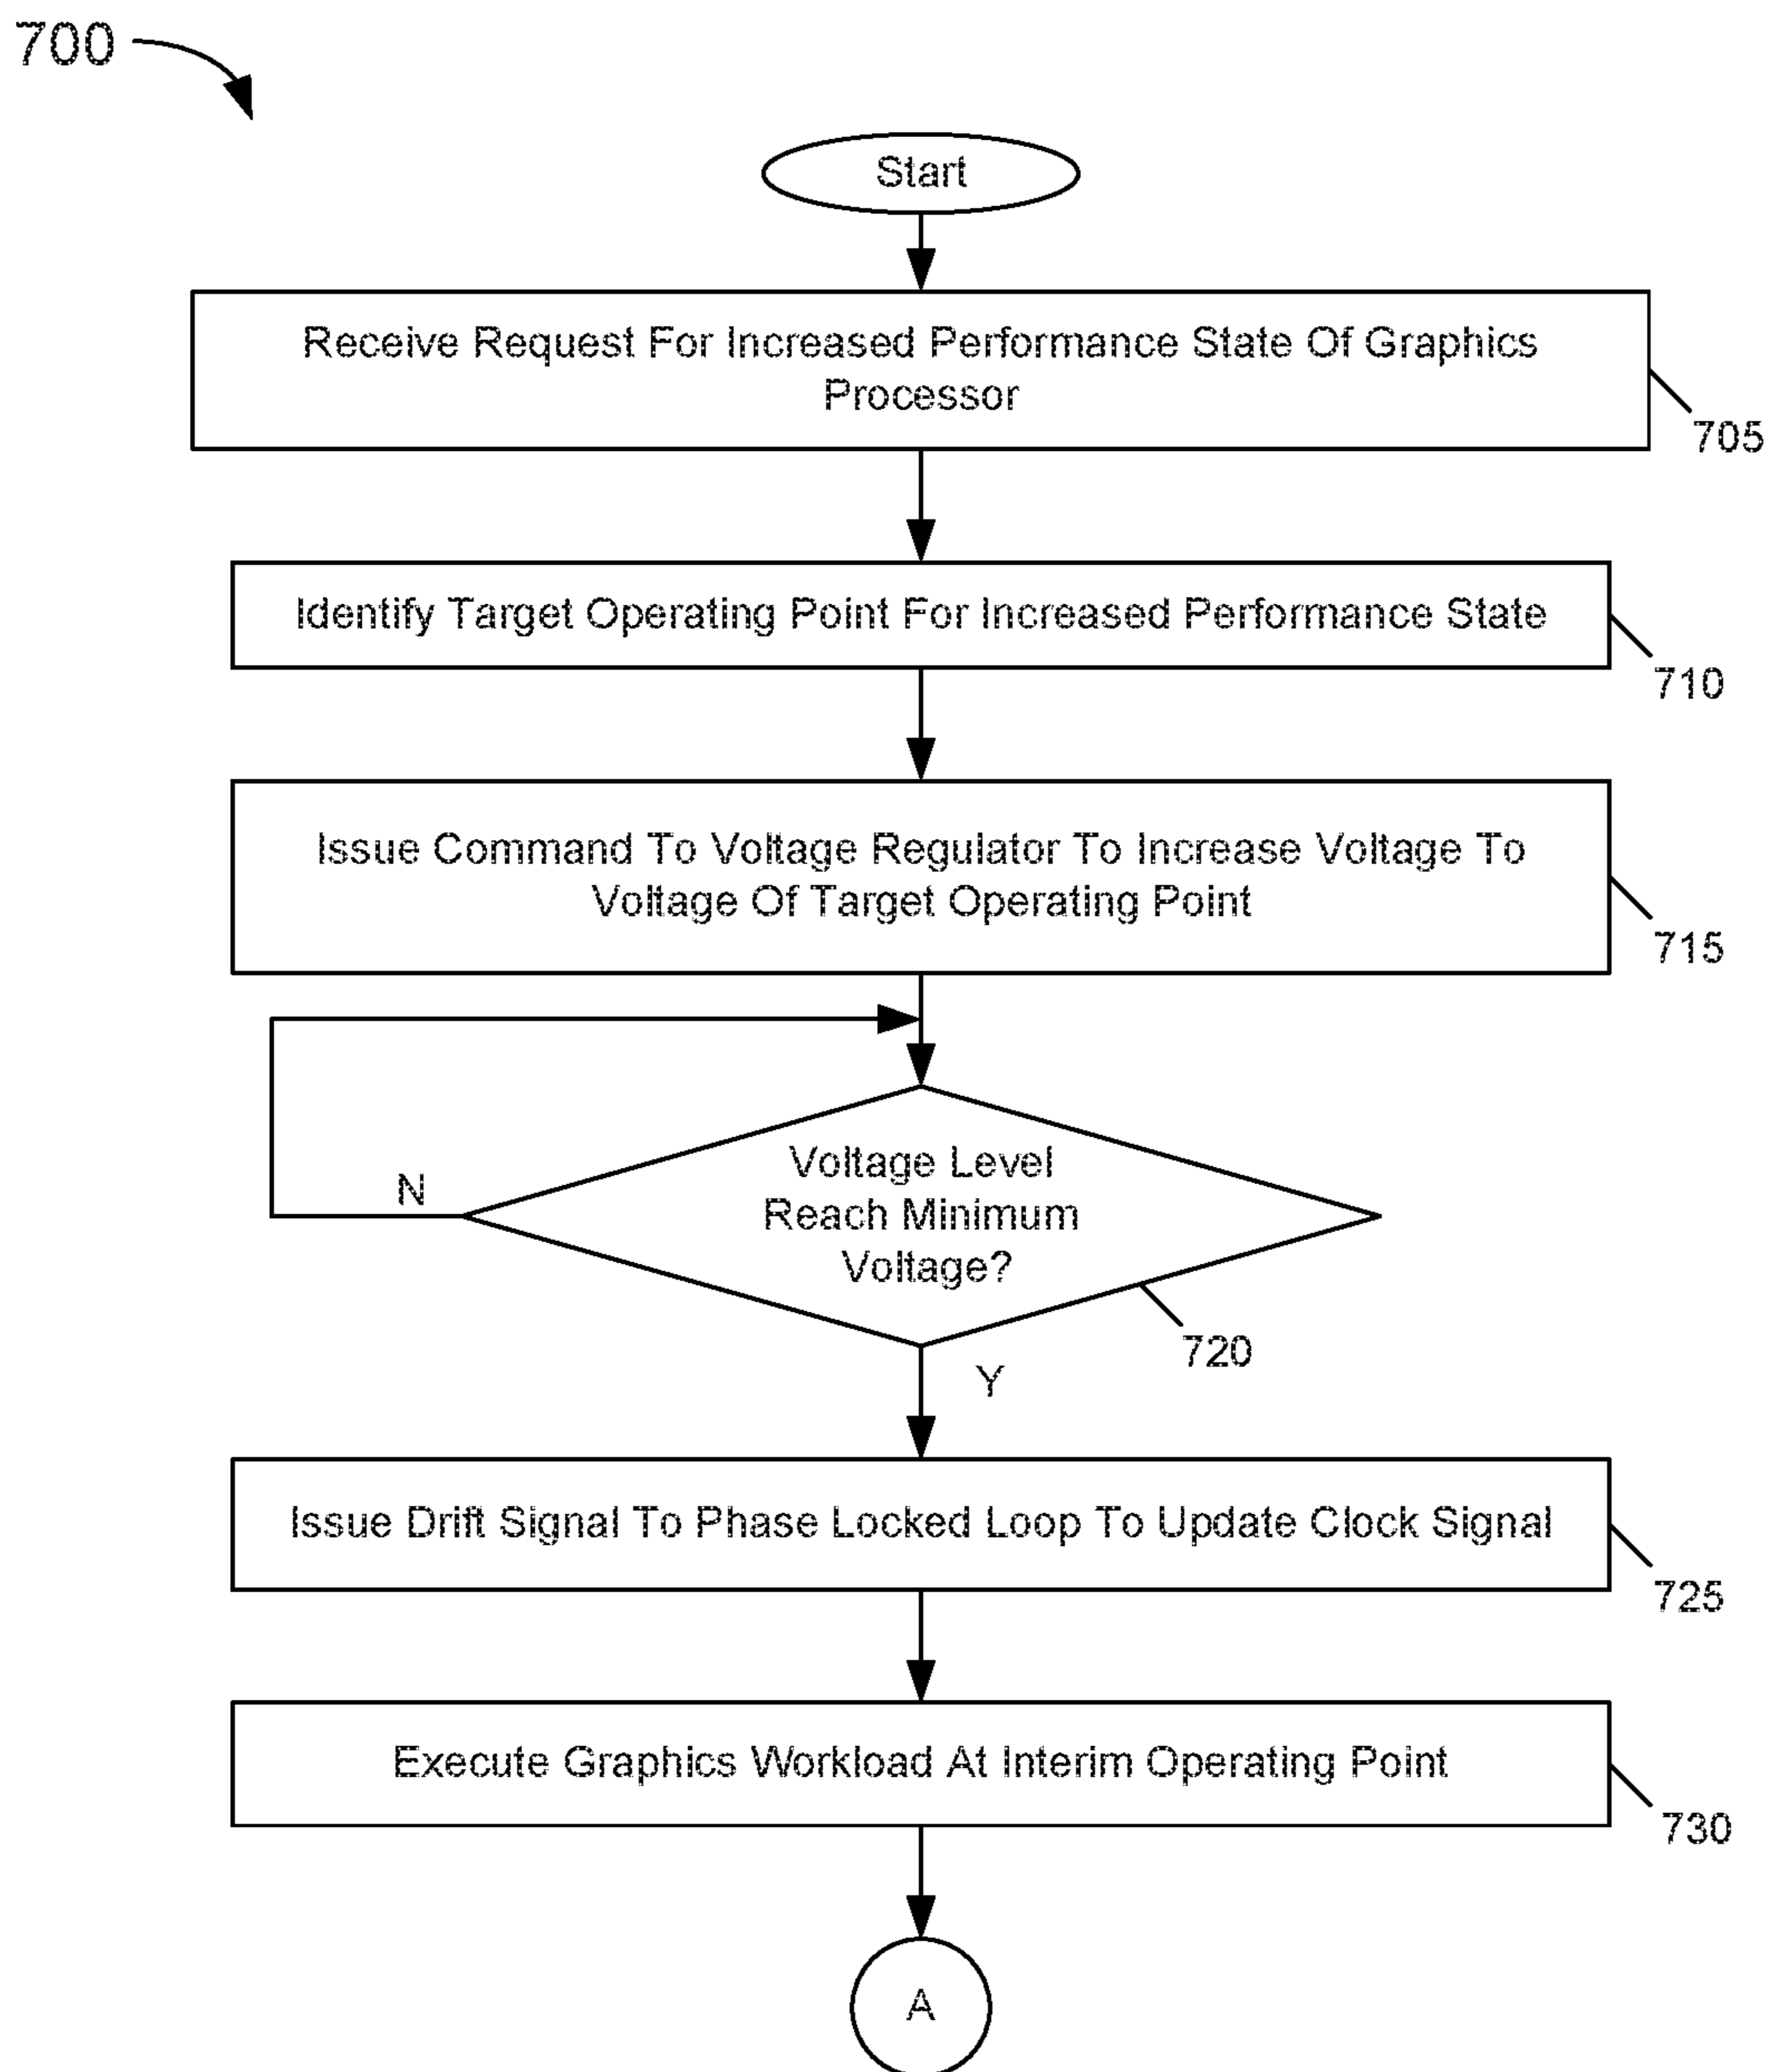 700
Start
Receive Request For Increased Performance State Of Graphics
Processor
705
Identify Target Operating Point For Increased Performance State
710
Issue Command To Voltage Regulator To Increase Voltage To
Voltage Of Target Operating Point
715
Voltage Level
Reach Minimum
Voltage?
N
720
Y
Issue Drift Signal To Phase Locked Loop To Update Clock Signal
725
Execute Graphics Workload At Interim Operating Point
730
A